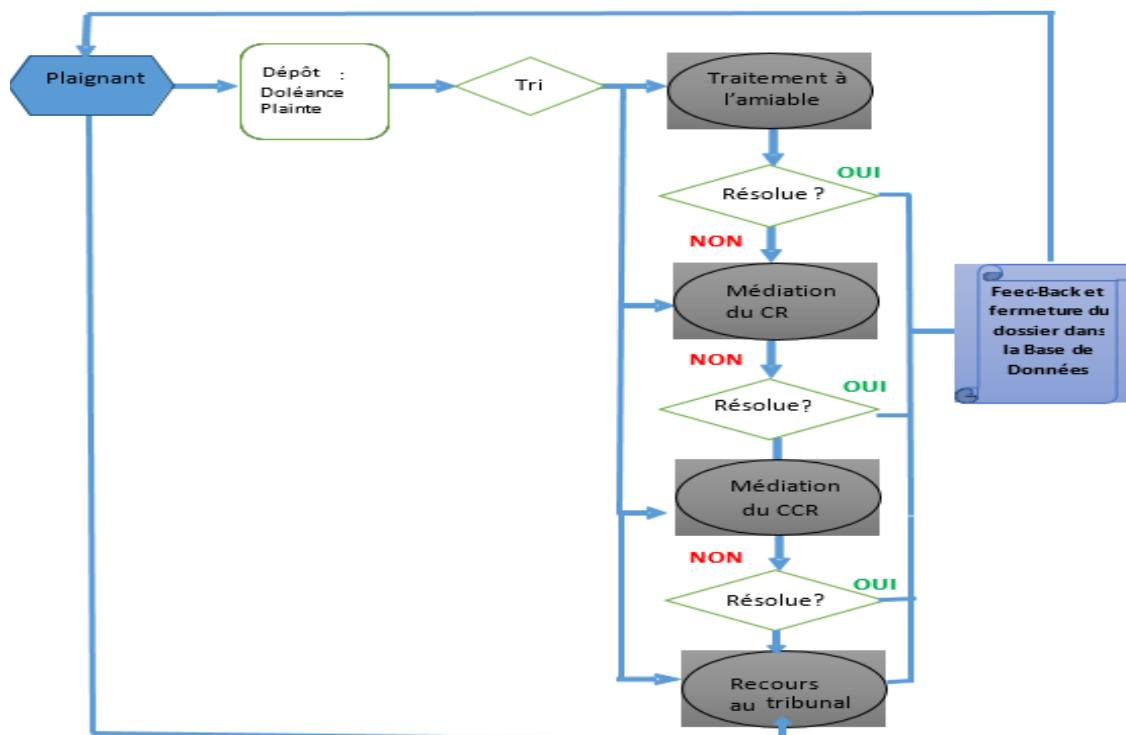 Plaignant
Dépôt :
Doléance
Plainte
Tri
Traitement à
l'amiable
OUI
Résolue ?
NON
Médiation
du CR
NON
OUI
Résolue?
Médiation
du CCR
NON
OUI
Résolue?
Recours
au tribunal
Feec-Back et
fermeture du
dossier dans
la Base de
Données